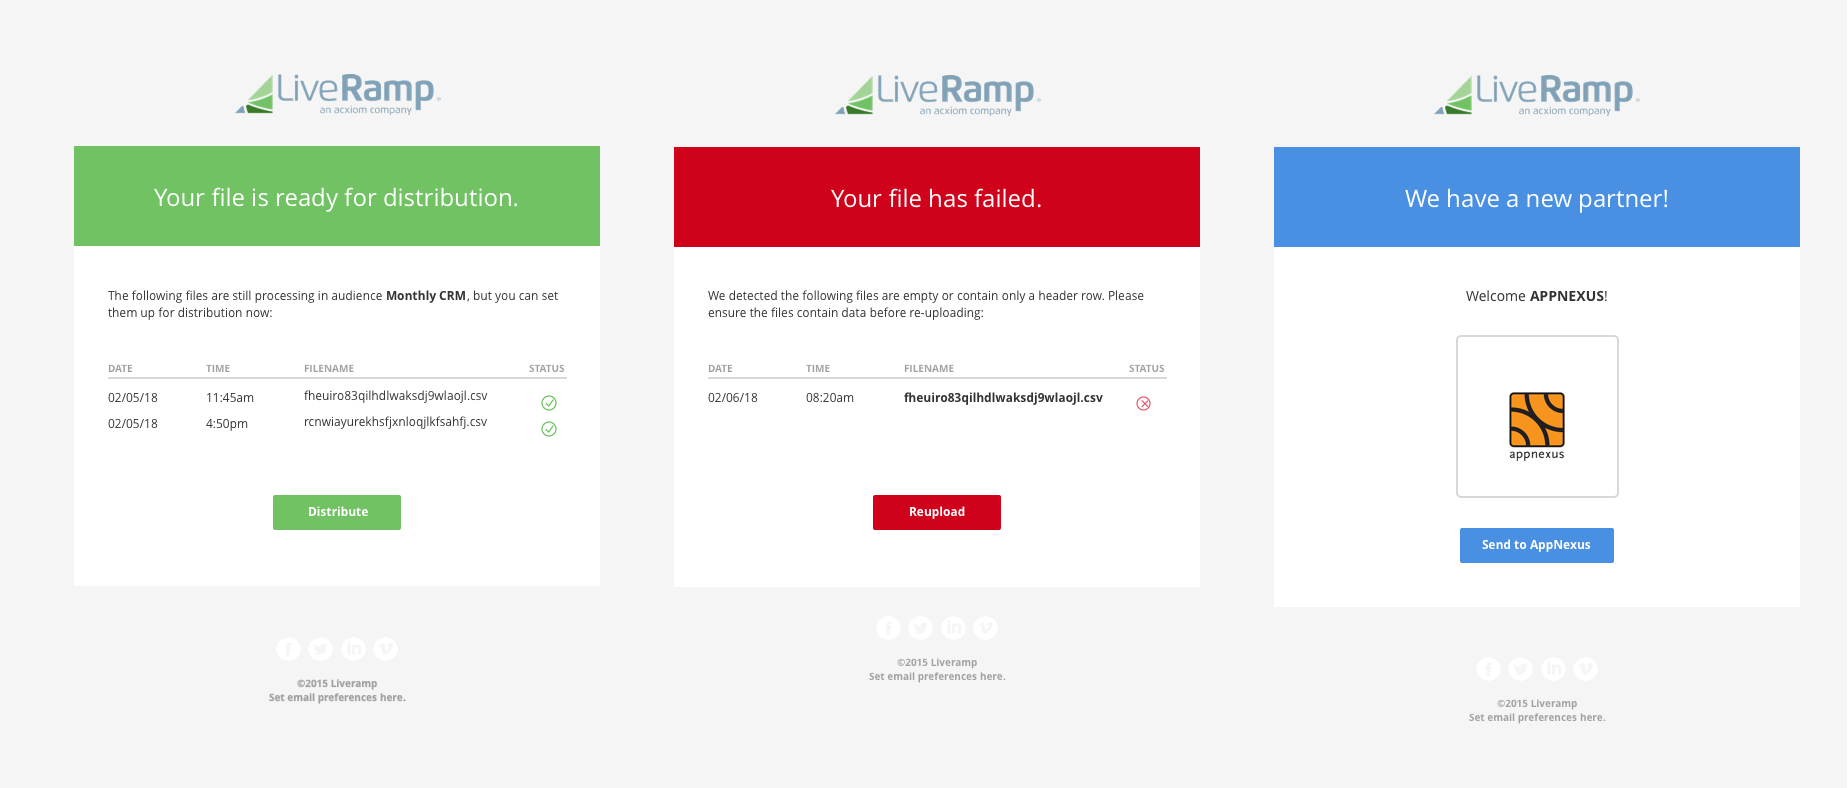 LiveRamp
an acxiom company
Your file is ready for distribution.
The following files are still processing in audience Monthly CRM, but you can set
them up for distribution now:
DATE TIME FILENAME STATUS
02/05/18 11:45am fheuiro83qilhdlwaksdj9wlaojl.csv
02/05/18 4:50pm rcnwiayurekhsfjxnloqjlkfsahfj.csv
Distribute
©2015 Liveramp
Set email preferences here.
LiveRamp
an acxiom company
Your file has failed.
We detected the following files are empty or contain only a header row. Please
ensure the files contain data before re-uploading:
DATE TIME FILENAME STATUS
02/06/18 08:20am fheuiro83qilhdlwaksdj9wlaojl.csv
Reupload
©2015 Liveramp
Set email preferences here.
LiveRamp
an acxiom company
We have a new partner!
Welcome APPNEXUS!
appnexus
Send to AppNexus
©2015 Liveramp
Set email preferences here.